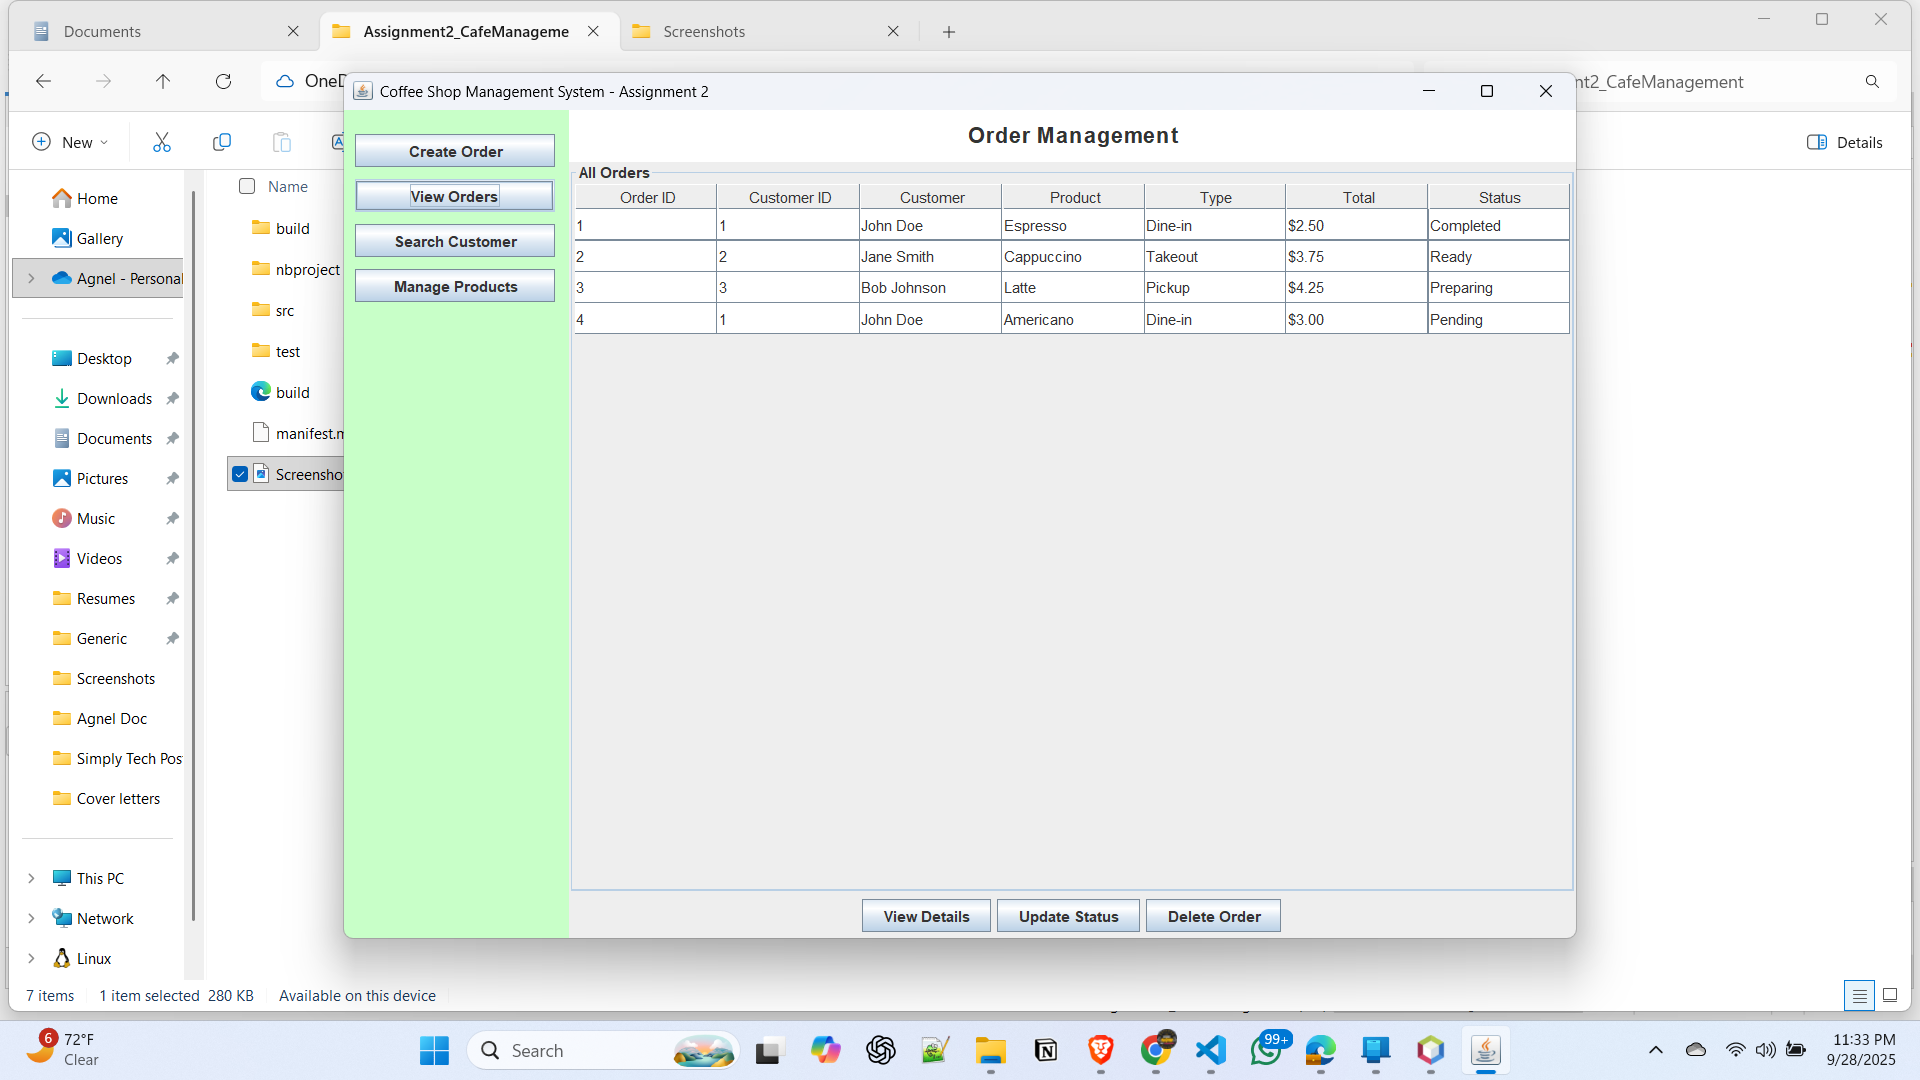 Documents
Assignment2_CafeManageme
Screenshots
OneD
nt2_CafeManagement
Coffee Shop Management System - Assignment 2
New
Details
Home
Gallery
Agnel - Personal
Desktop
Downloads
Documents
Pictures
Music
Videos
Resumes
Generic
Screenshots
Agnel Doc
Simply Tech Pos
Cover letters
This PC
Network
Linux
Name
build
nbproject
src
test
build
manifest.m
Screensho
Create Order
View Orders
Search Customer
Manage Products
Order Management
All Orders
Order ID Customer ID Customer Product Type Total Status
1 1 John Doe Espresso Dine-in $2.50 Completed
2 2 Jane Smith Cappuccino Takeout $3.75 Ready
3 3 Bob Johnson Latte Pickup $4.25 Preparing
4 1 John Doe Americano Dine-in $3.00 Pending
View Details Update Status Delete Order
7 items 1 item selected 280 KB Available on this device
6
72°F
Clear
Search
99+
11:33 PM
9/28/2025